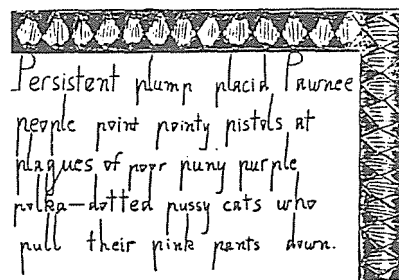 Persistent plump placid Pawnee
people point pointy pistols at
plaques of poor puny purple
polka-dotted pussy cats who
pull their pink pants down.